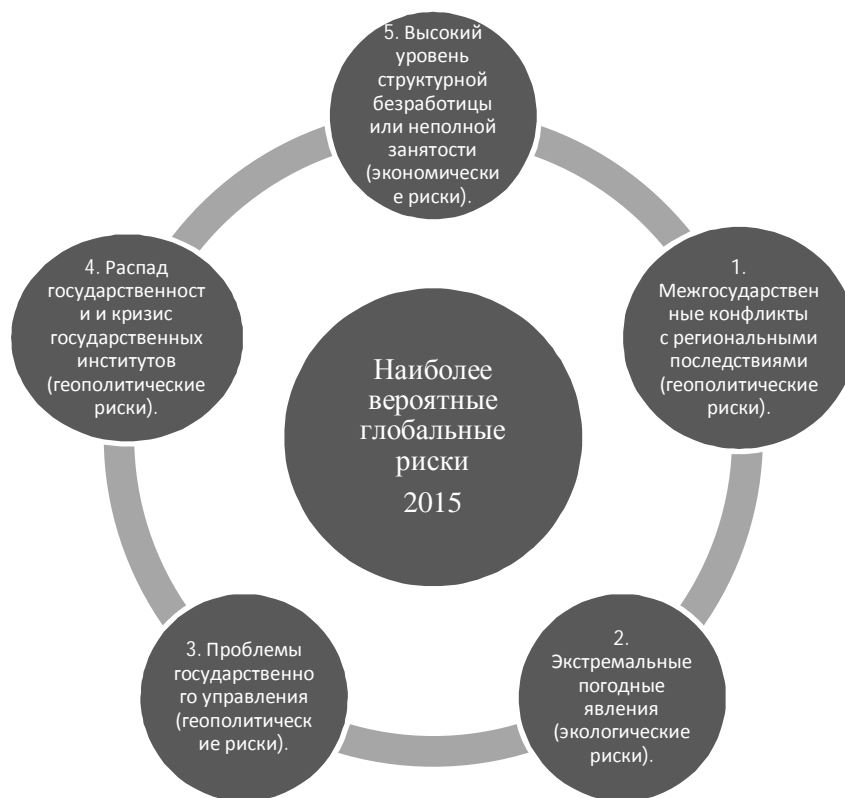 5. Высокий
уровень
структурной
безработицы
или неполной
занятости
(экономически
е риски).
1.
Межгосударствен
ные конфликты
с региональными
последствиями
(геополитические
риски).
2.
Экстремальные
погодные
явления
(экологические
риски).
3. Проблемы
государственно
го управления
(геополитическ
ие риски).
4. Распад
государственност
и и кризис
государственных
институтов
(геополитические
риски).
Наиболее
вероятные
глобальные
риски
2015